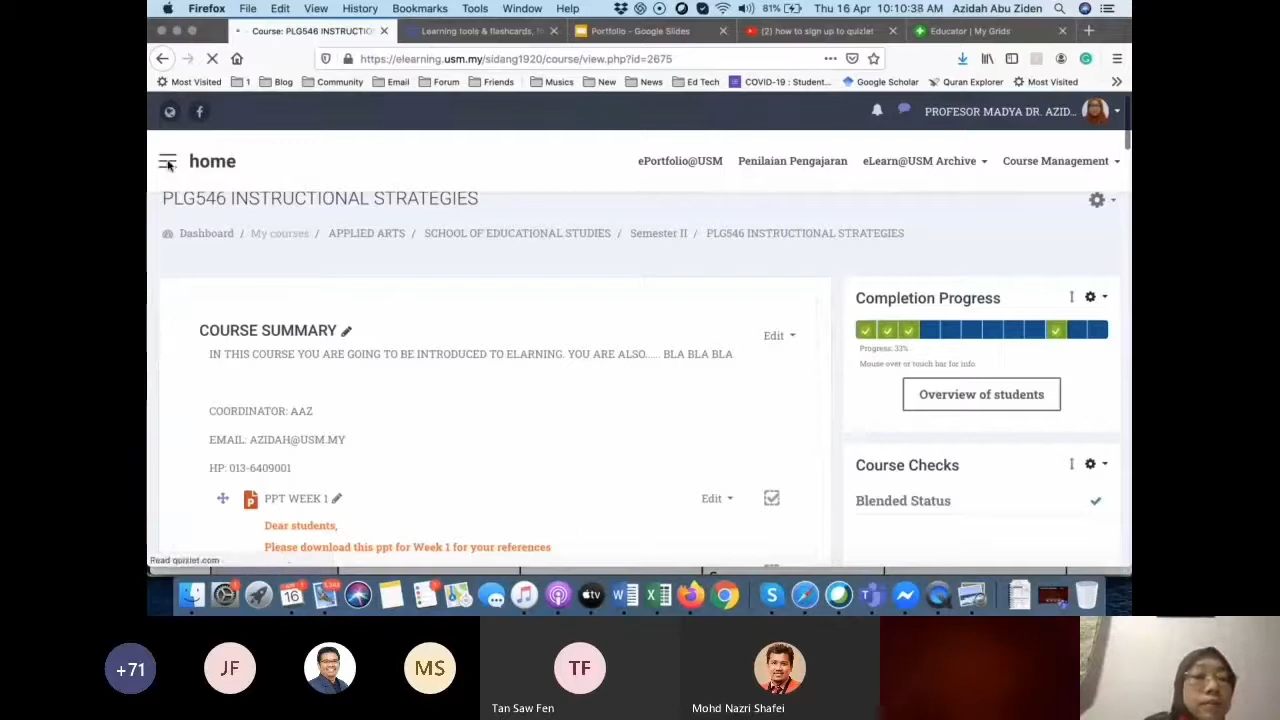 Firefox File Edit View History Bookmarks Tools Window Help 81% Thu 16 Apr 10:10:38 AM Azidah Abu Ziden
Course: PLG546 INSTRUCTIO Learning tools & flashcards, fo Portfolio - Google Slides (2) how to sign up to quizlet Educator | My Grids
https://elearning.usm.my/sidang1920/course/view.php?id=2675
Most Visited 1 Blog Community Email Forum Friends Musics New News Ed Tech COVID-19 : Student... Google Scholar Quran Explorer Most Visited
PROFESOR MADYA DR. AZID...
home ePortfolio@USM Penilaian Pengajaran eLearn@USM Archive Course Management
PLG546 INSTRUCTIONAL STRATEGIES
Dashboard / My courses / APPLIED ARTS / SCHOOL OF EDUCATIONAL STUDIES / Semester II / PLG546 INSTRUCTIONAL STRATEGIES
COURSE SUMMARY
Edit
IN THIS COURSE YOU ARE GOING TO BE INTRODUCED TO ELARNING. YOU ARE ALSO...... BLA BLA BLA
COORDINATOR: AAZ
EMAIL: AZIDAH@USM.MY
HP: 013-6409001
PPT WEEK 1 Edit
Dear students,
Please download this ppt for Week 1 for your references
Completion Progress
Progress: 33%
Mouse over or touch bar for info.
Overview of students
Course Checks
Blended Status
Read quizlet.com
+71 JF MS TF
Tan Saw Fen Mohd Nazri Shafei